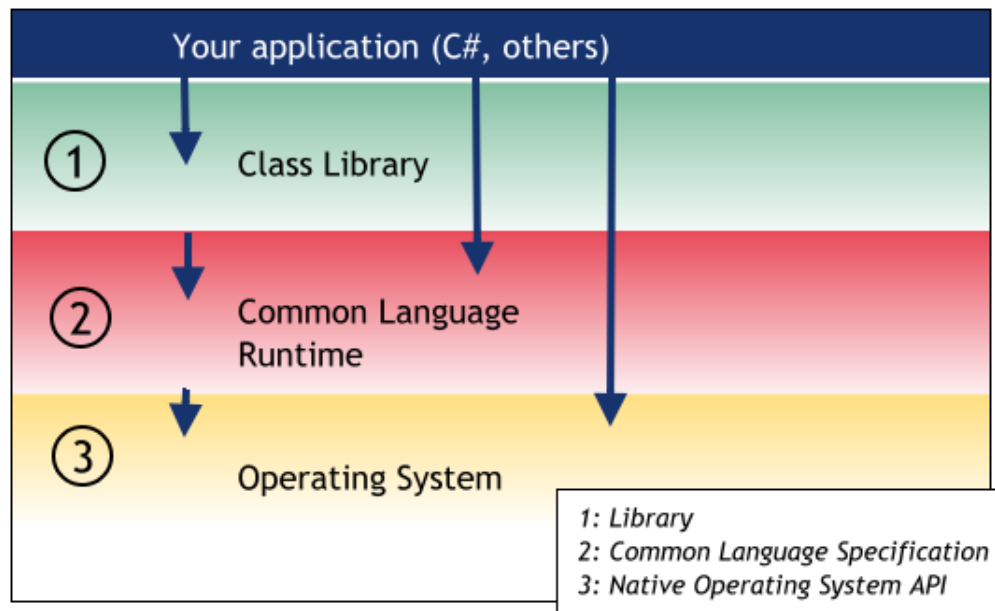 Your application (C#, others)
1
Class Library
2
Common Language
Runtime
3
Operating System
1: Library
2: Common Language Specification
3: Native Operating System API